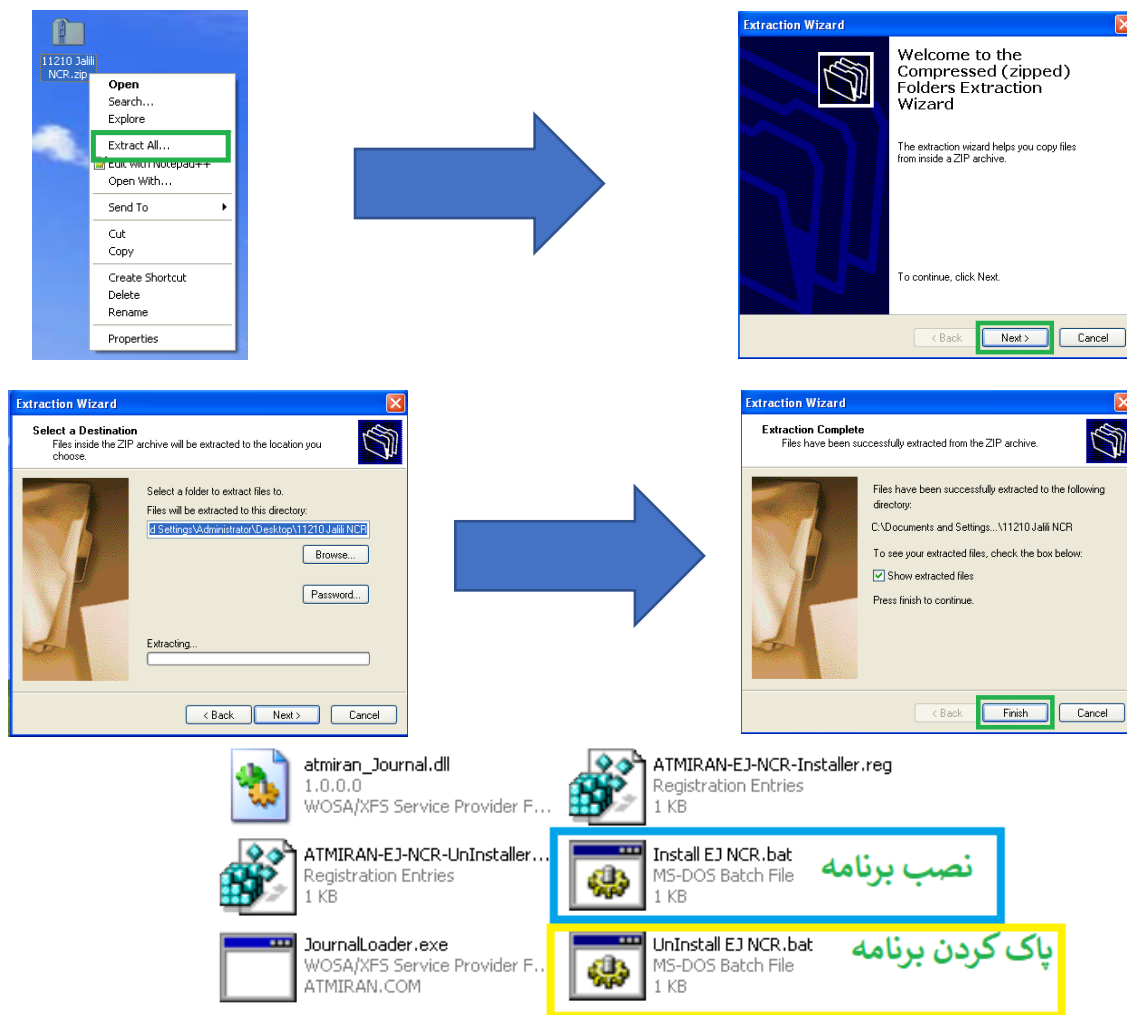 11210 Jalili
NCR.zip
Open
Search...
Explore
Extract All...
Edit with Notepad++
Open With...
Send To
Cut
Copy
Create Shortcut
Delete
Rename
Properties
Extraction Wizard
Welcome to the
Compressed (zipped)
Folders Extraction
Wizard
The extraction wizard helps you copy files
from inside a ZIP archive.
To continue, click Next.
< Back
Next >
Cancel
Extraction Wizard
Select a Destination
Files inside the ZIP archive will be extracted to the location you
choose.
Select a folder to extract files to.
Files will be extracted to this directory:
d Settings\Administrator\Desktop\11210 Jalili NCR
Browse...
Password...
Extracting...
< Back
Next >
Cancel
Extraction Wizard
Extraction Complete
Files have been successfully extracted from the ZIP archive.
Files have been successfully extracted to the following
directory:
C:\Documents and Settings...\11210 Jalili NCR
To see your extracted files, check the box below:
Show extracted files
Press finish to continue.
< Back
Finish
Cancel
atmiran_Journal.dll
1.0.0.0
WOSA/XFS Service Provider F...
ATMIRAN-EJ-NCR-Installer.reg
Registration Entries
1 KB
ATMIRAN-EJ-NCR-UnInstaller...
Registration Entries
1 KB
Install EJ NCR.bat
MS-DOS Batch File
1 KB
نصب برنامه
JournalLoader.exe
WOSA/XFS Service Provider F...
ATMIRAN.COM
UnInstall EJ NCR.bat
MS-DOS Batch File
1 KB
پاک کردن برنامه